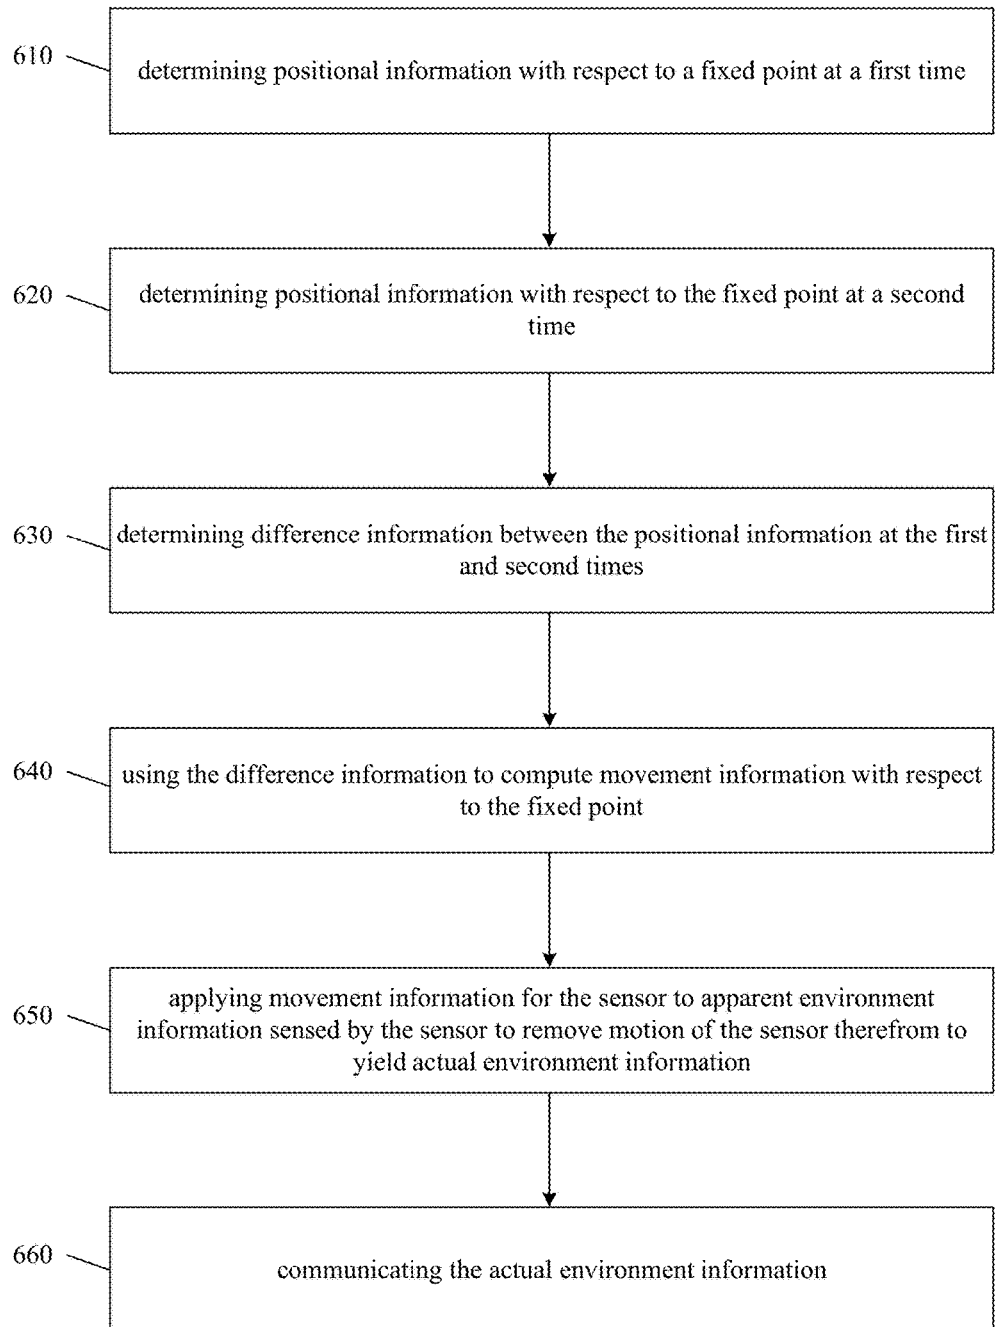 610
determining positional information with respect to a fixed point at a first time
620
determining positional information with respect to the fixed point at a second
time
630
determining difference information between the positional information at the first
and second times
640
using the difference information to compute movement information with respect
to the fixed point
650
applying movement information for the sensor to apparent environment
information sensed by the sensor to remove motion of the sensor therefrom to
yield actual environment information
660
communicating the actual environment information